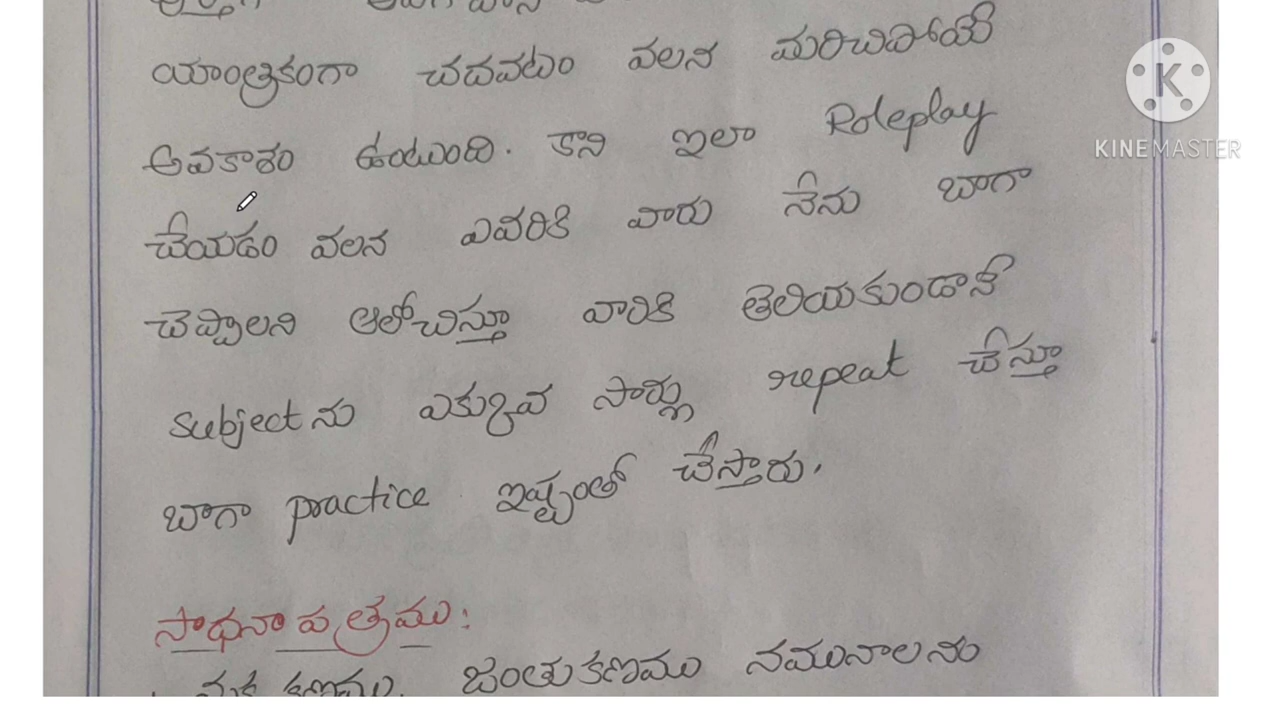 యాంత్రికంగా చదవటం వలన మరిచిపోయే
KINEMASTER
అవకాశం ఉంటుంది. కాని ఇలా Roleplay
చేయడం వలన ఎవరికి వారు నేను బాగా
చెప్పాలని ఆలోచిస్తూ వారికి తెలియకుండానే
subject ను ఎక్కువ సార్లు repeat చేస్తూ
బాగా practice ఇష్టంతో చేస్తారు.
సాధనా పత్రము:
జంతుకణము నమునాలను